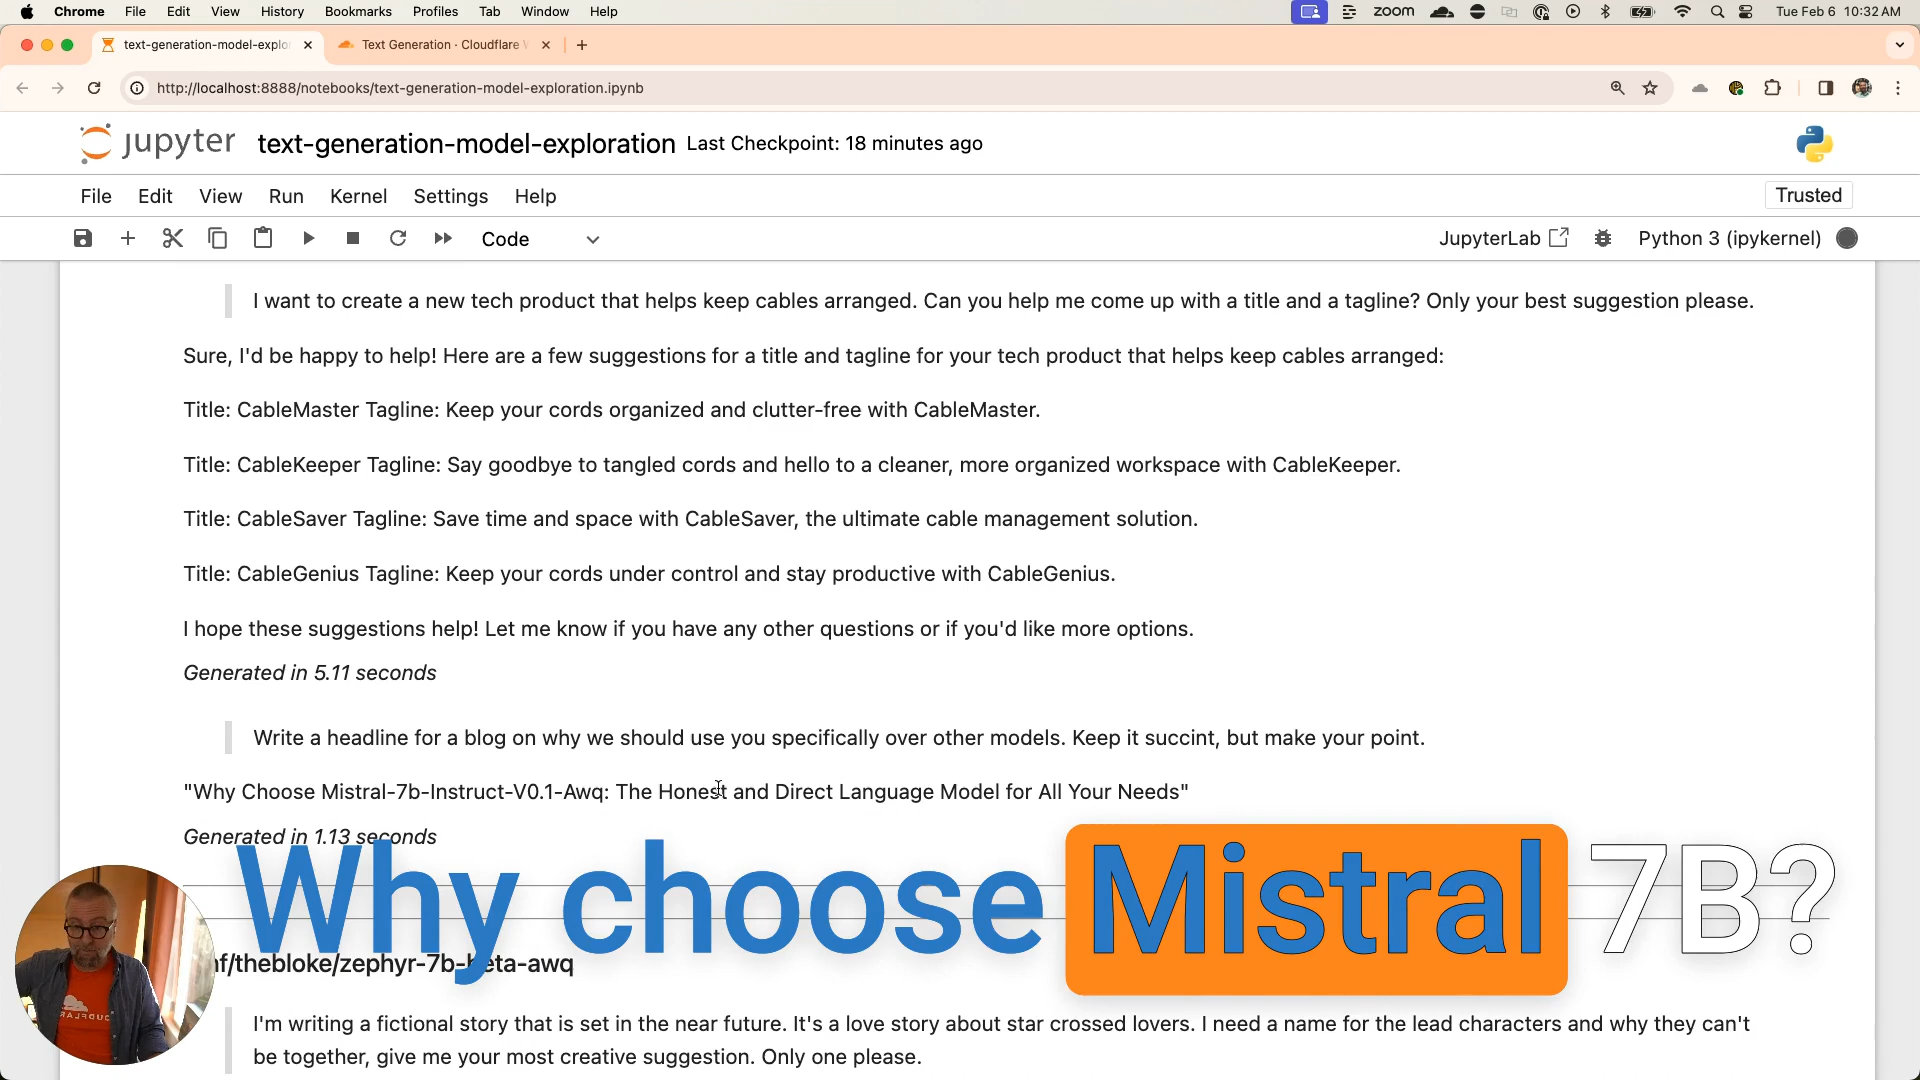 Chrome File Edit View History Bookmarks Profiles Tab Window Help zoom Tue Feb 6 10:32 AM
text-generation-model-explo Text Generation · Cloudflare W
http://localhost:8888/notebooks/text-generation-model-exploration.ipynb
jupyter text-generation-model-exploration Last Checkpoint: 18 minutes ago
File Edit View Run Kernel Settings Help Trusted
Code JupyterLab Python 3 (ipykernel)
I want to create a new tech product that helps keep cables arranged. Can you help me come up with a title and a tagline? Only your best suggestion please.
Sure, I'd be happy to help! Here are a few suggestions for a title and tagline for your tech product that helps keep cables arranged:
Title: CableMaster Tagline: Keep your cords organized and clutter-free with CableMaster.
Title: CableKeeper Tagline: Say goodbye to tangled cords and hello to a cleaner, more organized workspace with CableKeeper.
Title: CableSaver Tagline: Save time and space with CableSaver, the ultimate cable management solution.
Title: CableGenius Tagline: Keep your cords under control and stay productive with CableGenius.
I hope these suggestions help! Let me know if you have any other questions or if you'd like more options.
Generated in 5.11 seconds
Write a headline for a blog on why we should use you specifically over other models. Keep it succint, but make your point.
"Why Choose Mistral-7b-Instruct-V0.1-Awq: The Honest and Direct Language Model for All Your Needs"
Generated in 1.13 seconds
Why choose Mistral 7B?
f/thebloke/zephyr-7b-beta-awq
I'm writing a fictional story that is set in the near future. It's a love story about star crossed lovers. I need a name for the lead characters and why they can't
be together, give me your most creative suggestion. Only one please.